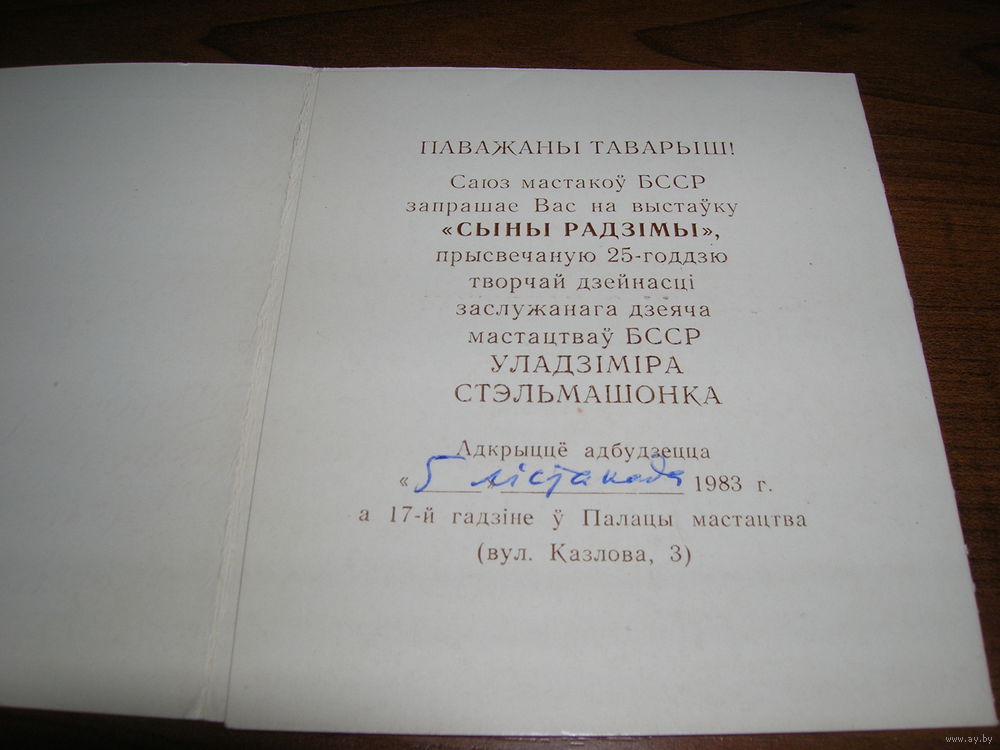 ПАВАЖАНЫ ТАВАРЫШ!
Саюз мастакоў БССР
запрашае Вас на выстаўку
«СЫНЫ РАДЗІМЫ»,
прысвечаную 25-годдзю
творчай дзейнасці
заслужанага дзеяча
мастацтваў БССР
УЛАДЗІМІРА
СТЭЛЬМАШОНКА
Адкрыццё адбудзецца
«5» лістапада 1983 г.
а 17-й гадзіне ў Палацы мастацтва
(вул. Казлова, 3)
www.ay.by